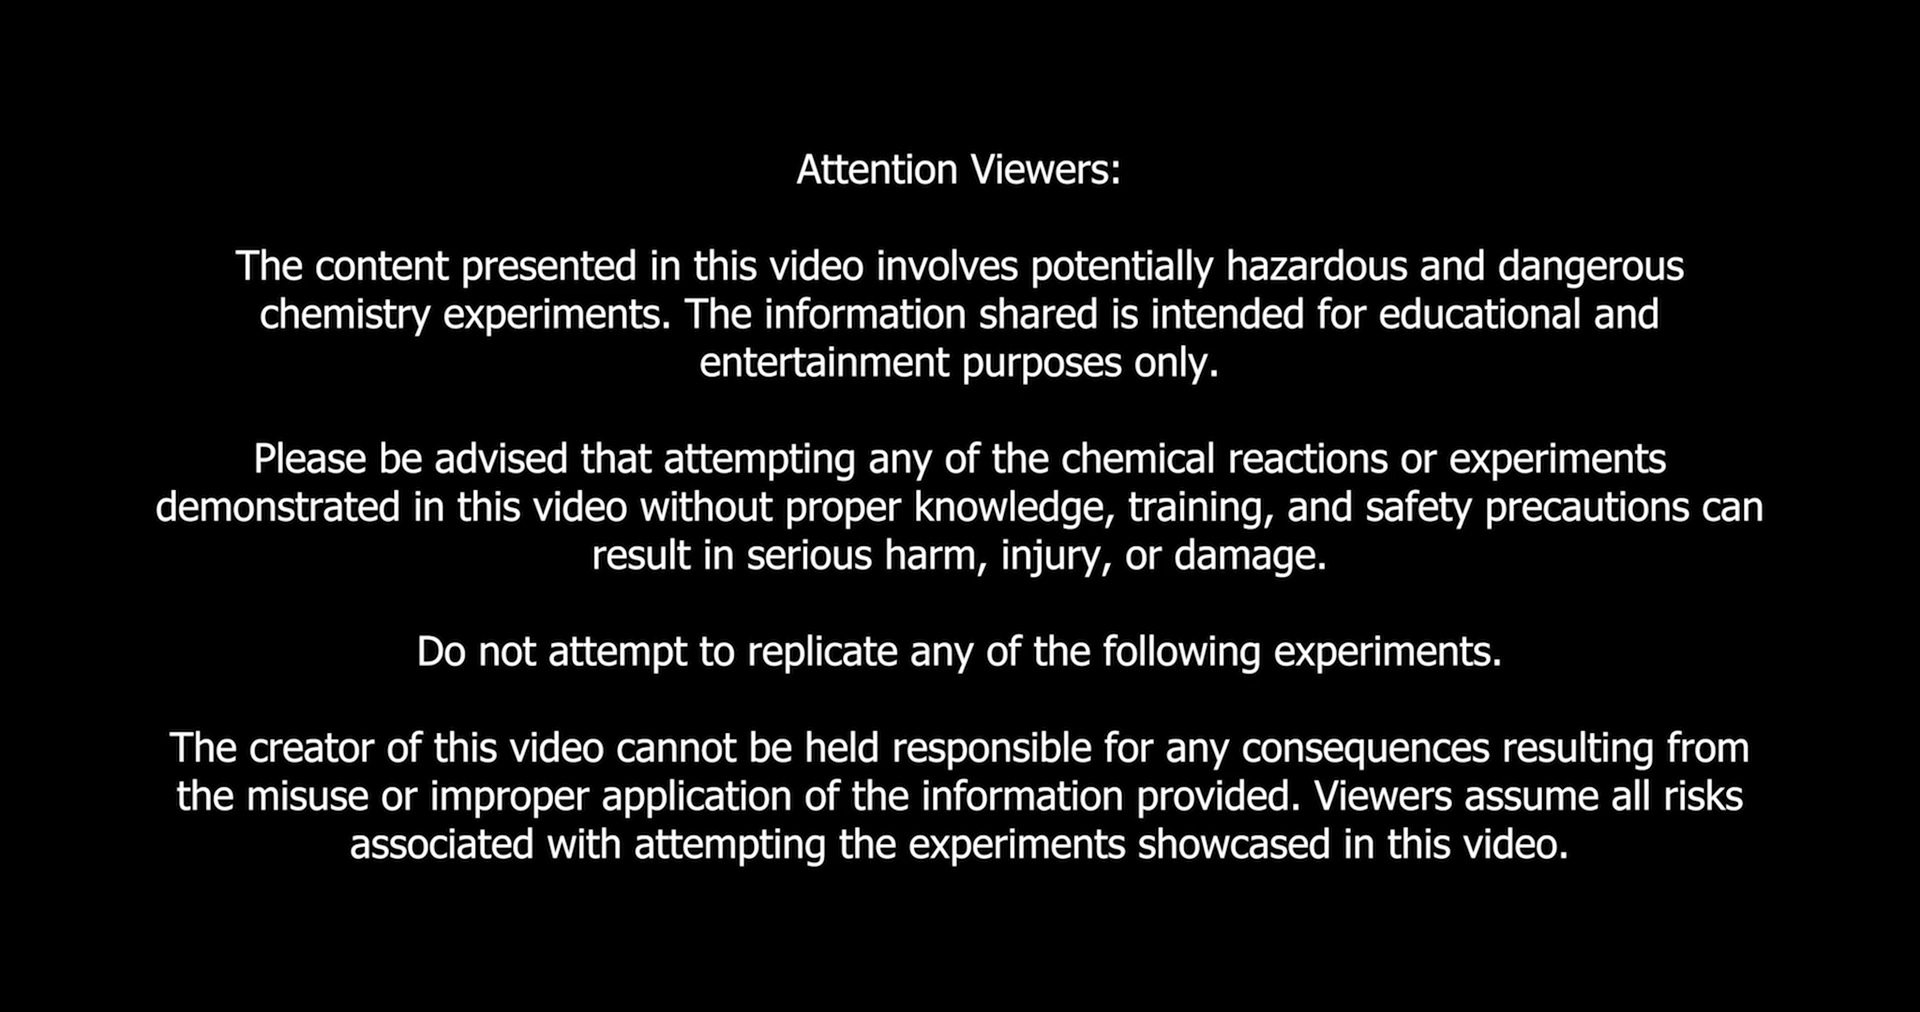 Attention Viewers:
The content presented in this video involves potentially hazardous and dangerous
chemistry experiments. The information shared is intended for educational and
entertainment purposes only.
Please be advised that attempting any of the chemical reactions or experiments
demonstrated in this video without proper knowledge, training, and safety precautions can
result in serious harm, injury, or damage.
Do not attempt to replicate any of the following experiments.
The creator of this video cannot be held responsible for any consequences resulting from
the misuse or improper application of the information provided. Viewers assume all risks
associated with attempting the experiments showcased in this video.